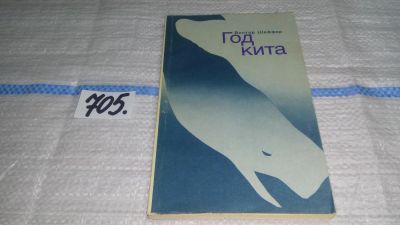 Виктор Шеффер
Год
кита
705.